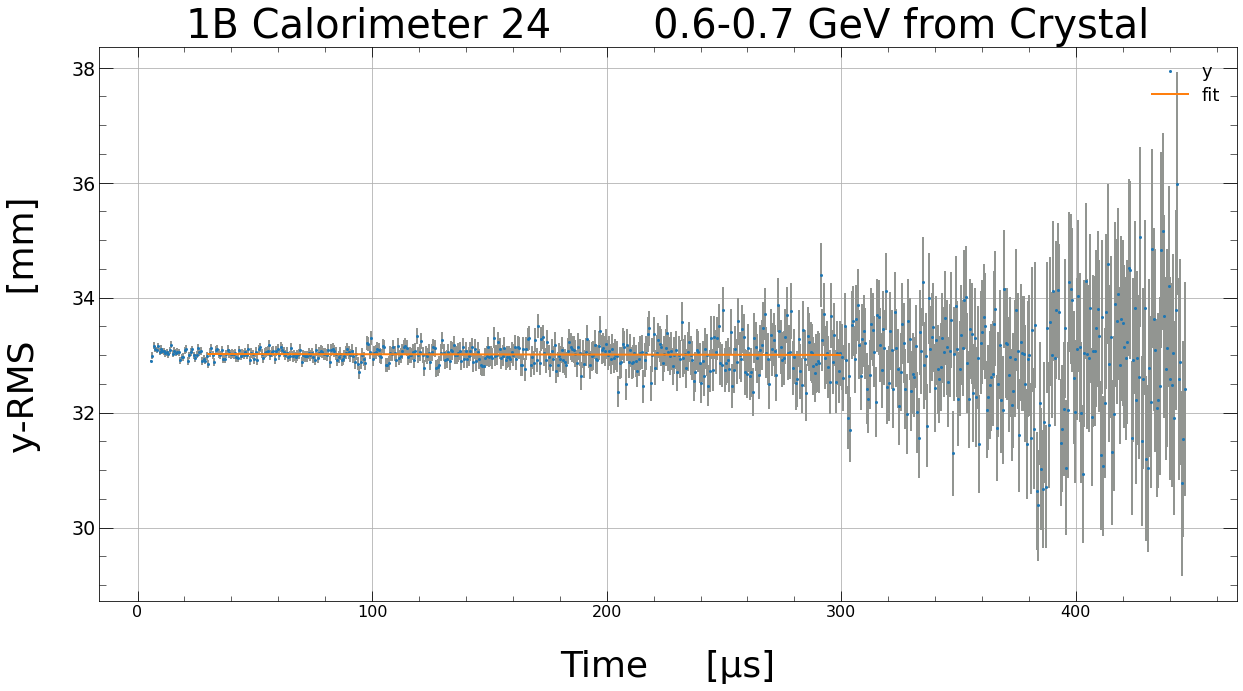 1B Calorimeter 24 0.6-0.7 GeV from Crystal
y
fit
38
36
34
32
30
y-RMS [mm]
0 100 200 300 400
Time [µs]